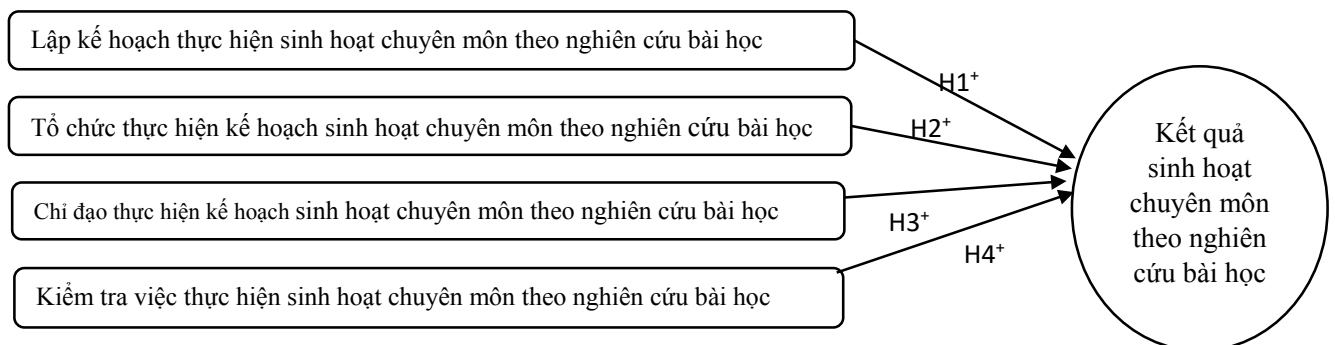 Lập kế hoạch thực hiện sinh hoạt chuyên môn theo nghiên cứu bài học
H1+
Tổ chức thực hiện kế hoạch sinh hoạt chuyên môn theo nghiên cứu bài học
H2+
Chỉ đạo thực hiện kế hoạch sinh hoạt chuyên môn theo nghiên cứu bài học
H3+
H4+
Kiểm tra việc thực hiện sinh hoạt chuyên môn theo nghiên cứu bài học
Kết quả
sinh hoạt
chuyên môn
theo nghiên
cứu bài học